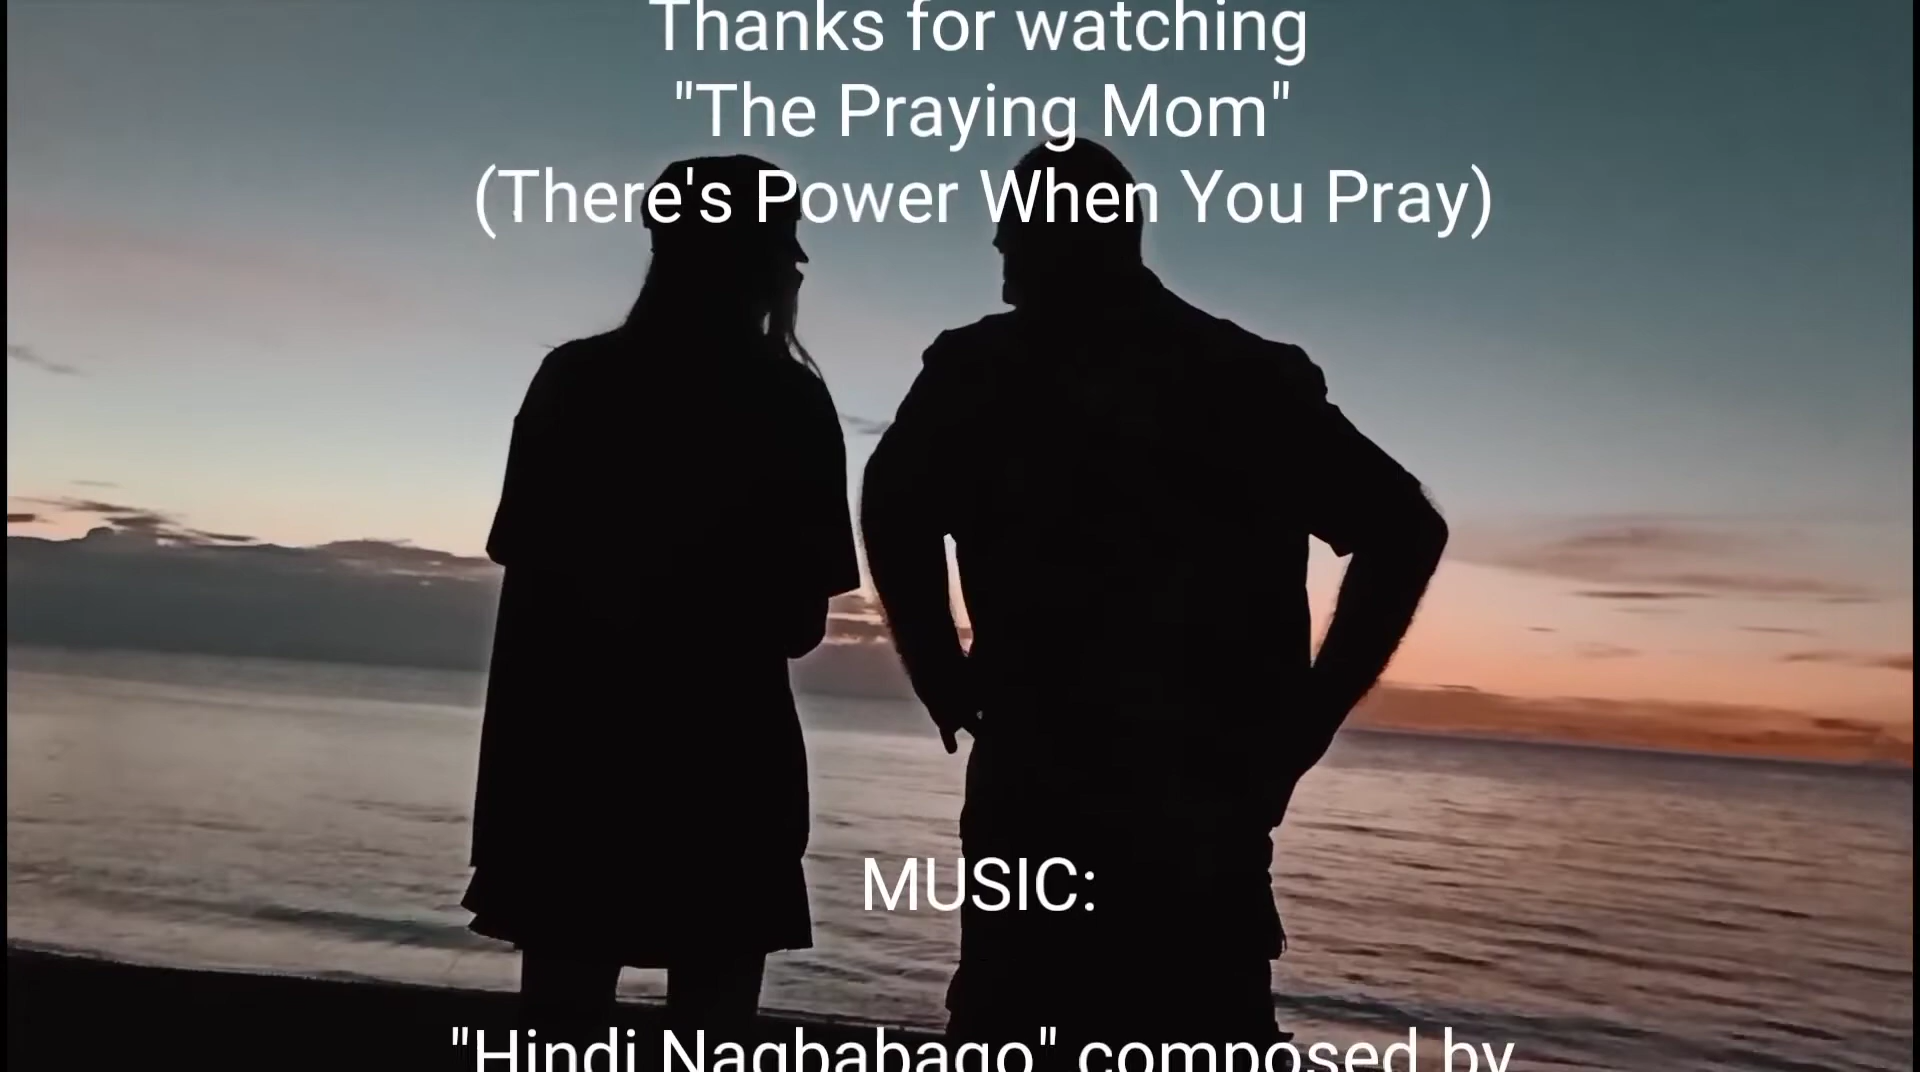 Thanks for watching
"The Praying Mom"
(There's Power When You Pray)
MUSIC:
"Hindi Nagbabago" composed by